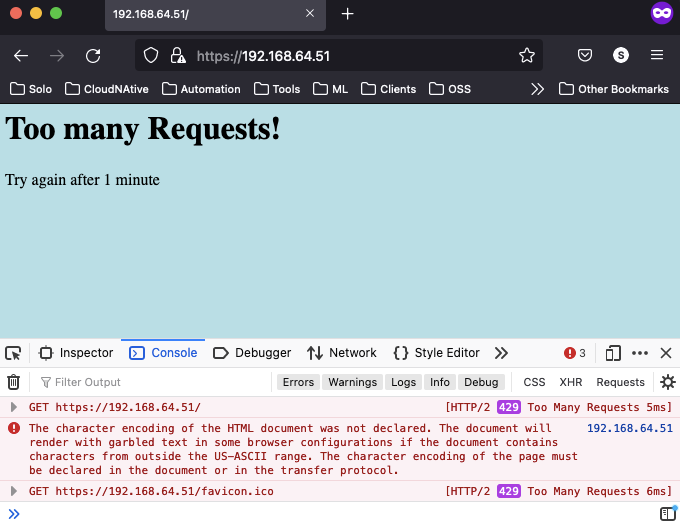 192.168.64.51/
https://192.168.64.51
S
Solo CloudNAtive Automation Tools ML Clients OSS Other Bookmarks
Too many Requests!
Try again after 1 minute
Inspector Console Debugger Network Style Editor 3
Filter Output Errors Warnings Logs Info Debug CSS XHR Requests
GET https://192.168.64.51/ [HTTP/2 429 Too Many Requests 5ms]
The character encoding of the HTML document was not declared. The document will 192.168.64.51
render with garbled text in some browser configurations if the document contains
characters from outside the US-ASCII range. The character encoding of the page must
be declared in the document or in the transfer protocol.
GET https://192.168.64.51/favicon.ico [HTTP/2 429 Too Many Requests 6ms]